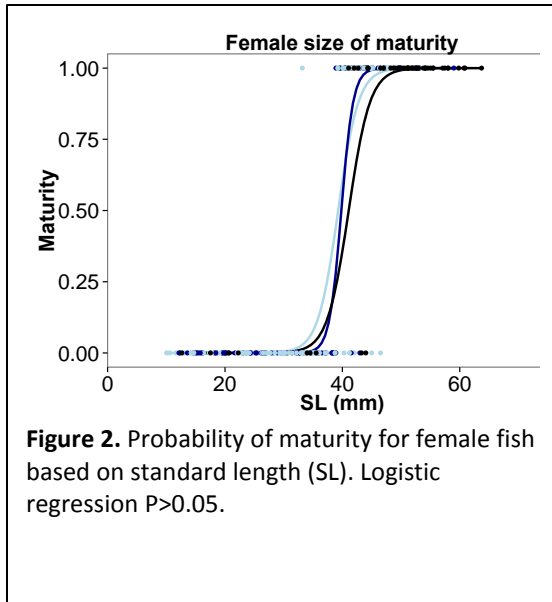 Female size of maturity
1.00
0.75
0.50
0.25
0.00
Maturity
0
20
40
60
SL (mm)
Figure 2. Probability of maturity for female fish
based on standard length (SL). Logistic
regression P>0.05.